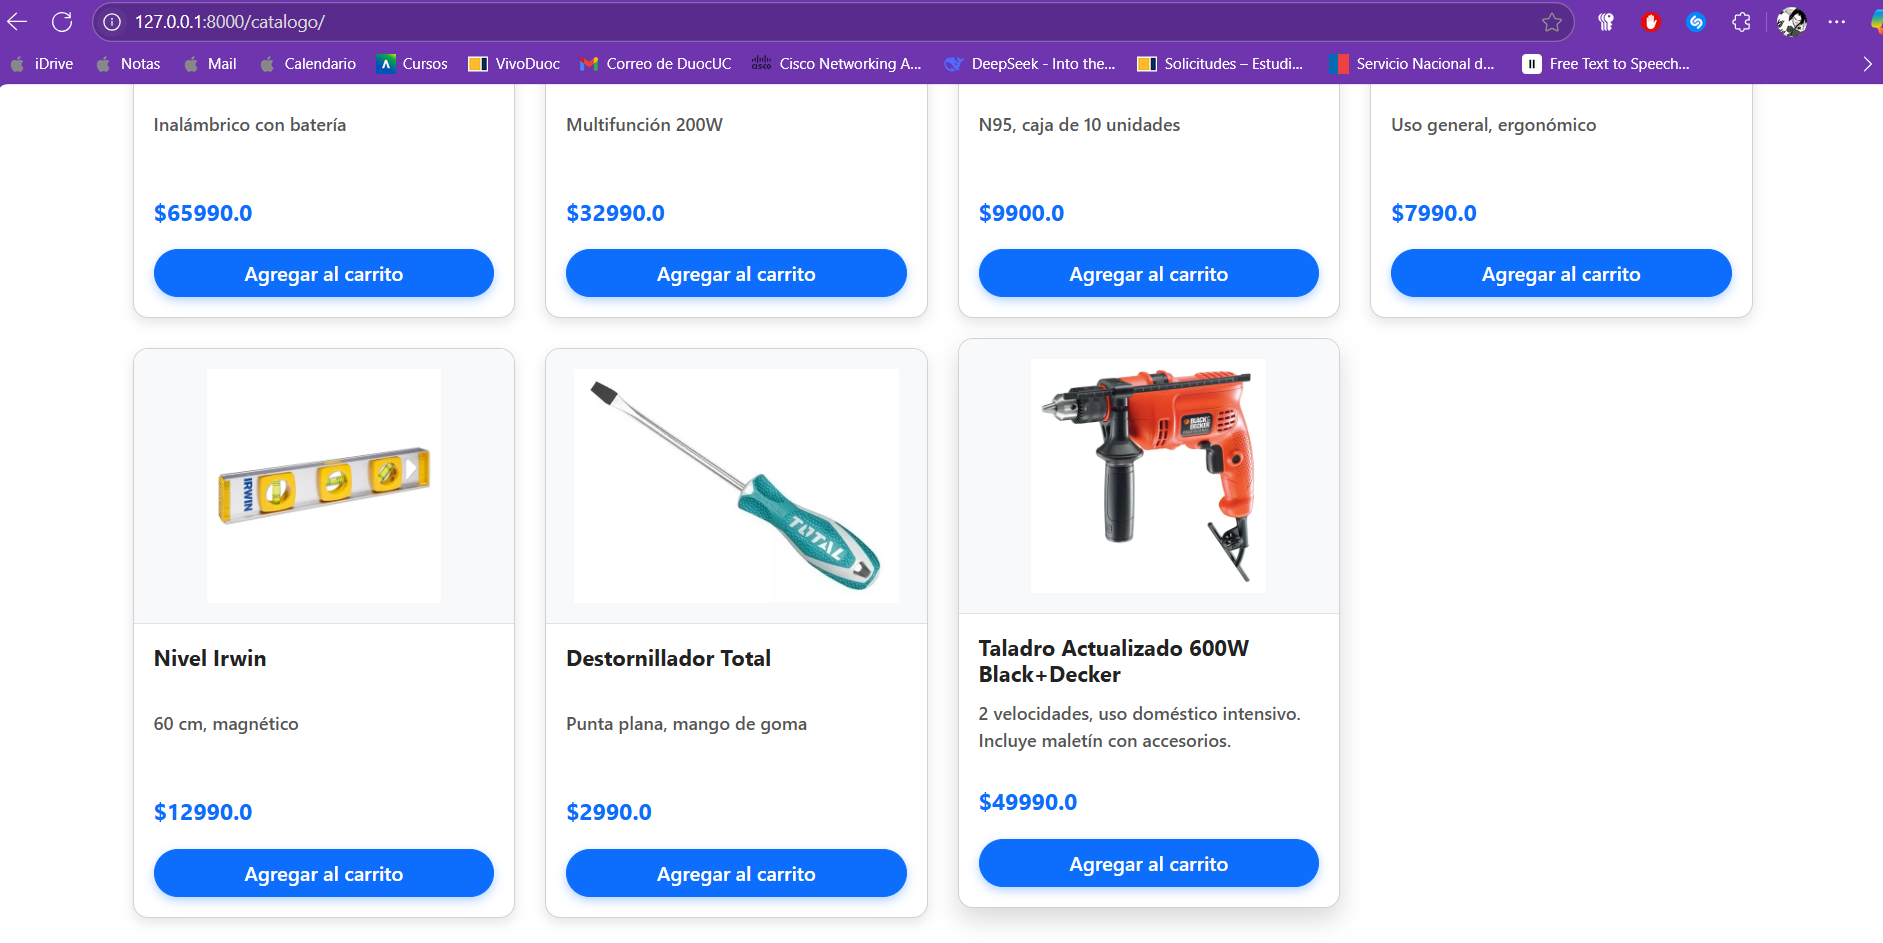 127.0.0.1:8000/catalogo/
iDrive
Notas
Mail
Calendario
Cursos
VivoDuoc
Correo de DuocUC
Cisco Networking A...
DeepSeek - Into the...
Solicitudes – Estudi...
Servicio Nacional d...
Free Text to Speech...
Inalámbrico con batería
Multifunción 200W
N95, caja de 10 unidades
Uso general, ergonómico
$65990.0
$32990.0
$9900.0
$7990.0
Agregar al carrito
Agregar al carrito
Agregar al carrito
Agregar al carrito
IRWIN
TOTAL
BLACK+
DECKER
Nivel Irwin
60 cm, magnético
$12990.0
Agregar al carrito
Destornillador Total
Punta plana, mango de goma
$2990.0
Agregar al carrito
Taladro Actualizado 600W
Black+Decker
2 velocidades, uso doméstico intensivo.
Incluye maletín con accesorios.
$49990.0
Agregar al carrito